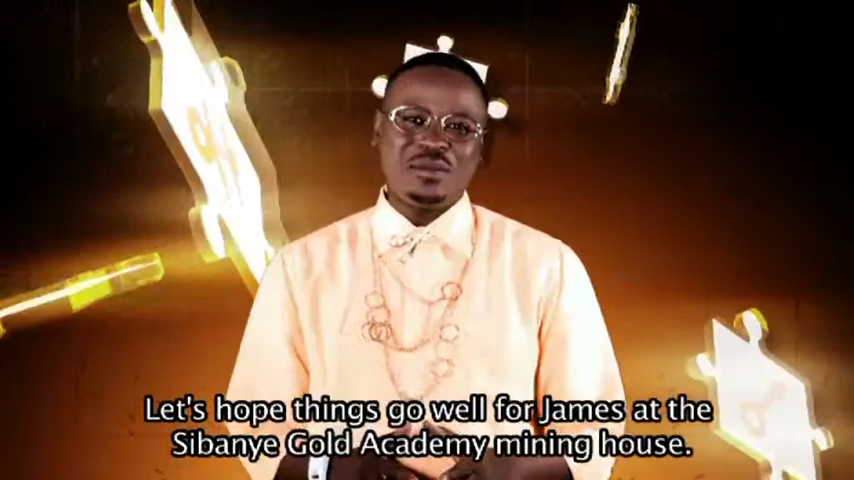 Let's hope things go well for James at the
Sibanye Gold Academy mining house.